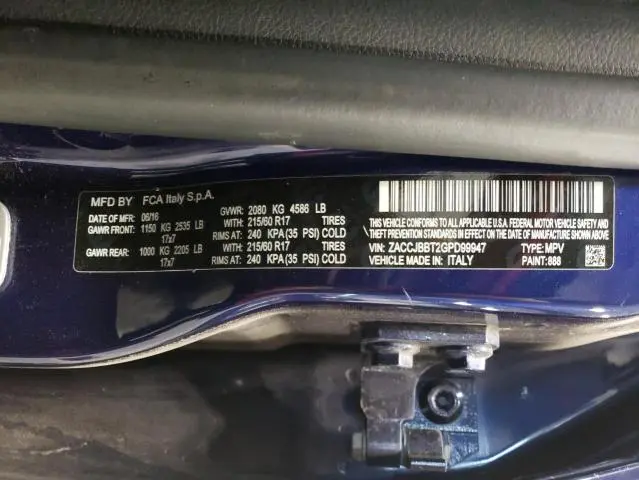 MFD BY FCA Italy S.p.A.
DATE OF MFR 06/16 GVWR: 2080 KG 4586 LB
GAWR FRONT: 1150 KG 2535 LB WITH: 215/60 R17 TIRES
17x7 RIMS AT: 240 KPA(35 PSI) COLD
GAWR REAR: 1000 KG 2205 LB WITH: 215/60 R17 TIRES
17x7 RIMS AT: 240 KPA(35 PSI) COLD
THIS VEHICLE CONFORMS TO ALL APPLICABLE U.S.A. FEDERAL MOTOR VEHICLE SAFETY, BUMPER AND
THEFT PREVENTION STANDARDS IN EFFECT ON THE DATE OF MANUFACTURE SHOWN ABOVE.
VIN: ZACCJBBT2GPD99947 TYPE: MPV
VEHICLE MADE IN: ITALY PAINT: 888